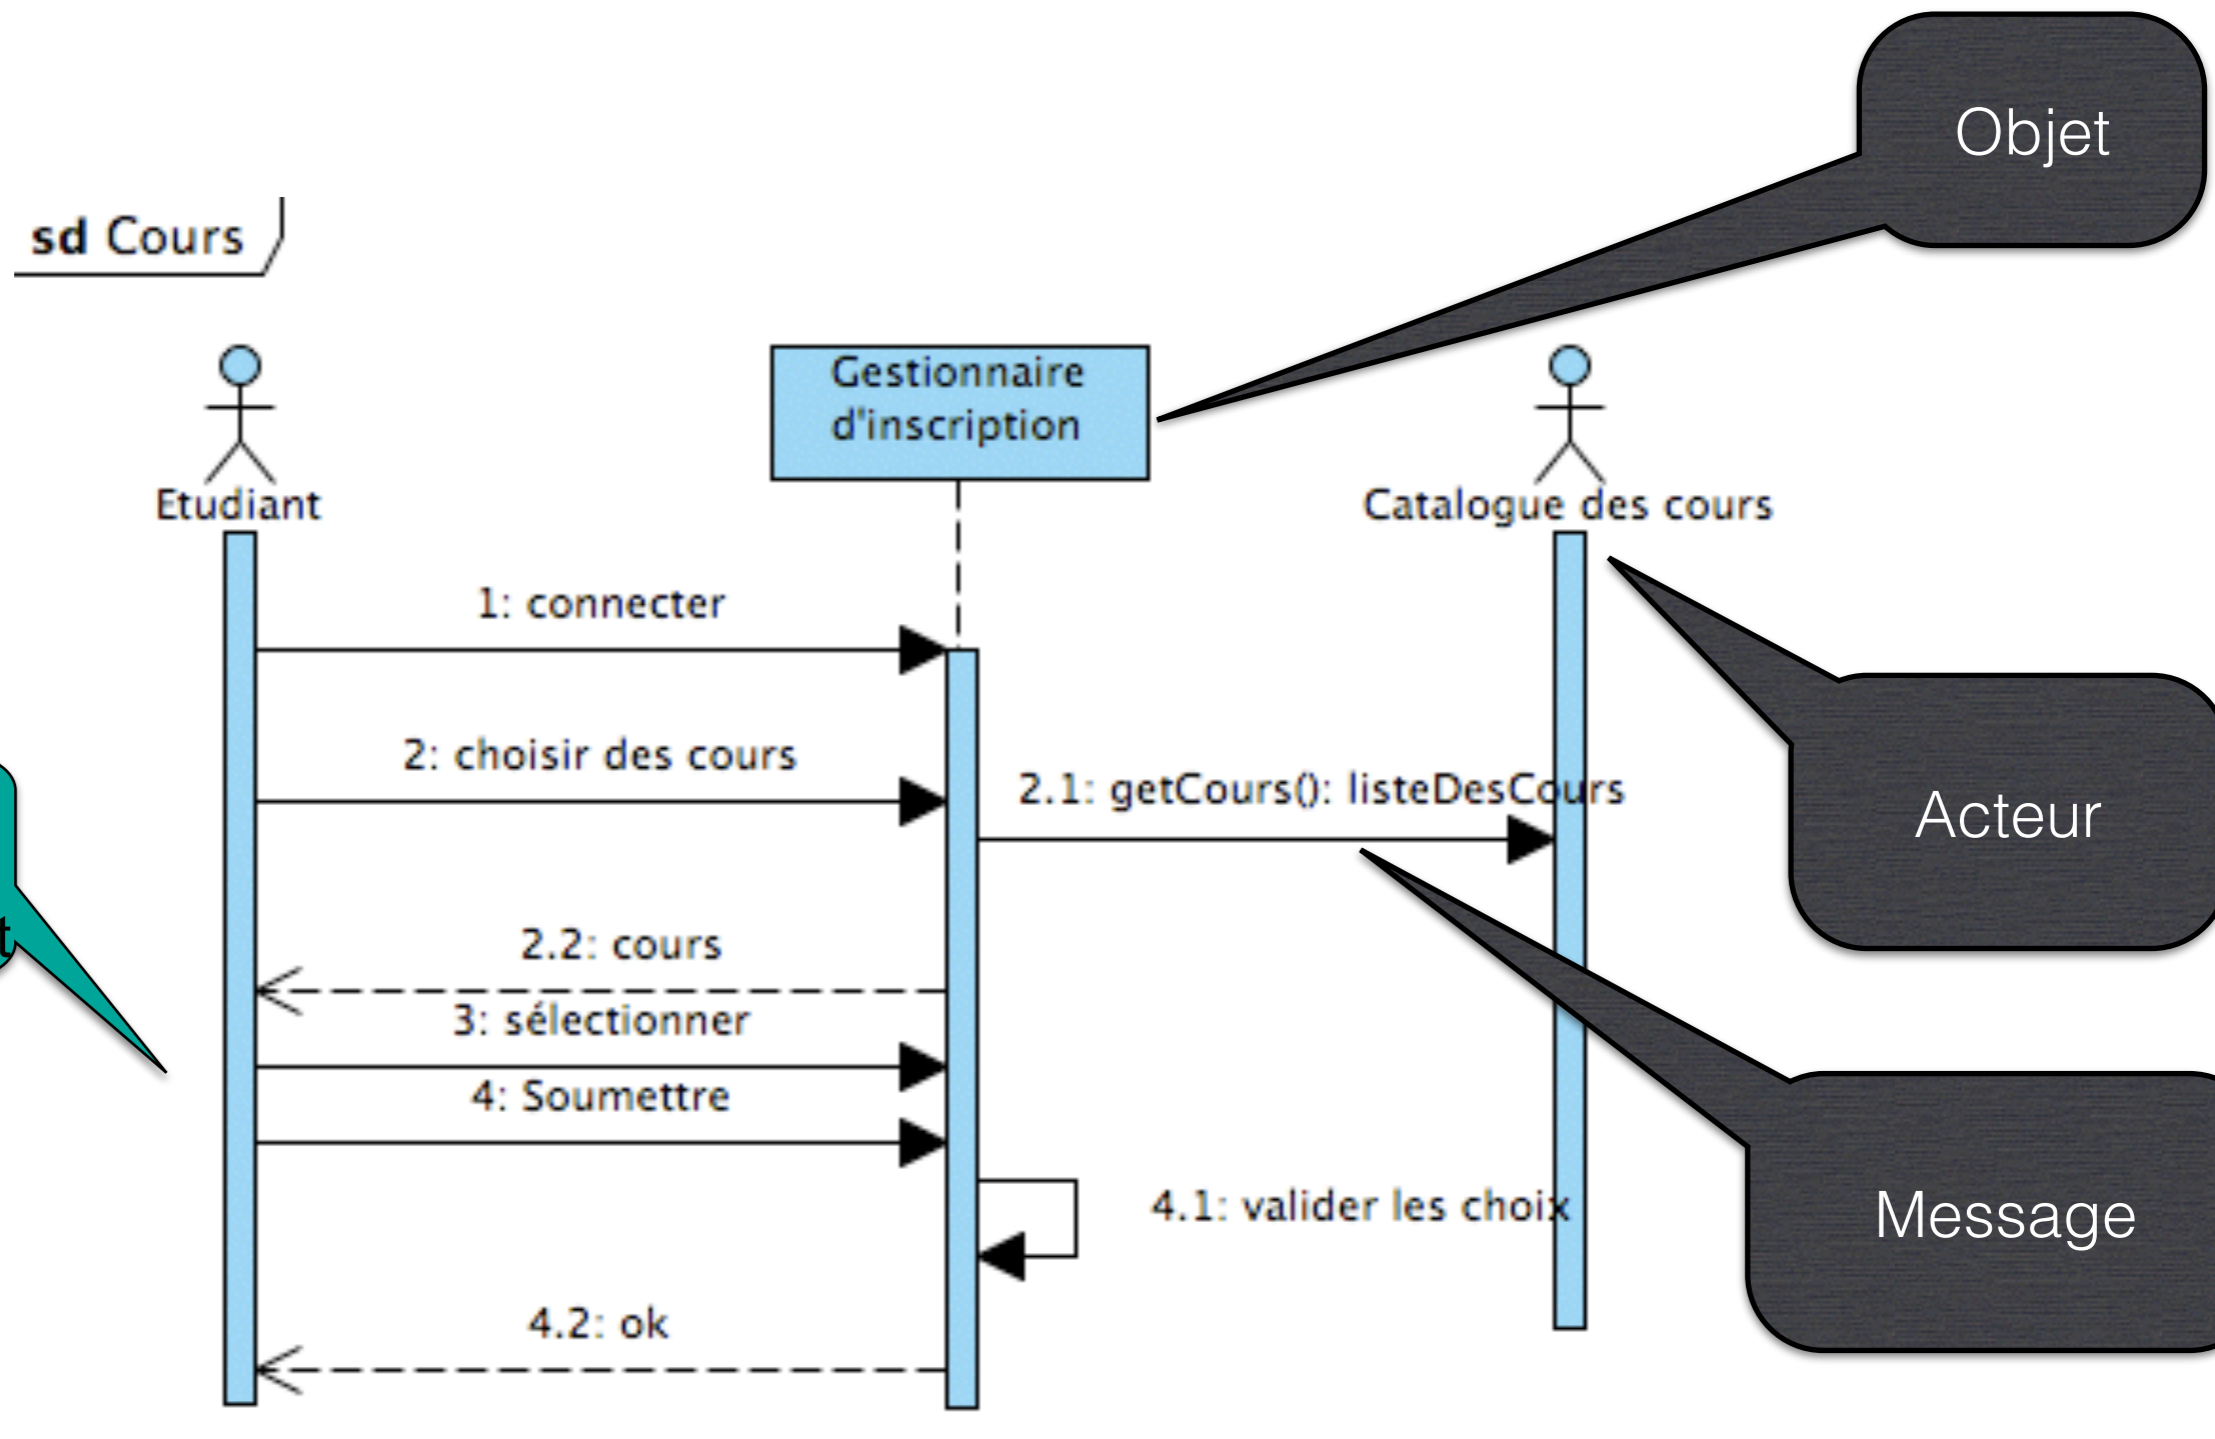 Objet
sd Cours
Gestionnaire
d'inscription
Etudiant
Catalogue des cours
1: connecter
2: choisir des cours
2.1: getCours(): listeDesCours
Acteur
t
2.2: cours
3: sélectionner
4: Soumettre
4.1: valider les choix
Message
4.2: ok